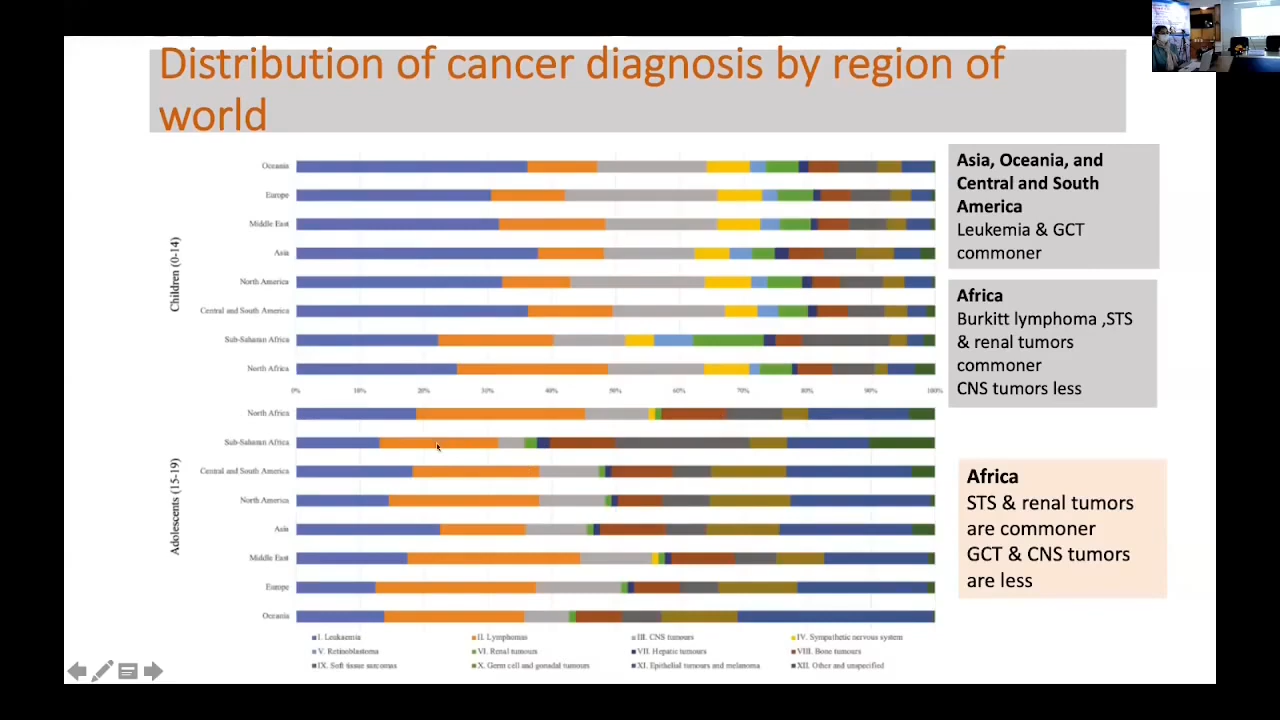 Distribution of cancer diagnosis by region of
world
Children (0-14)
Oceania
Europe
Middle East
Asia
North America
Central and South America
Sub-Saharan Africa
North Africa
0% 10% 20% 30% 40% 50% 60% 70% 80% 90% 100%
Adolescents (15-19)
North Africa
Sub-Saharan Africa
Central and South America
North America
Asia
Middle East
Europe
Oceania
I. Leukaemia II. Lymphomas III. CNS tumours IV. Sympathetic nervous system
V. Retinoblastoma VI. Renal tumours VII. Hepatic tumours VIII. Bone tumours
IX. Soft tissue sarcomas X. Germ cell and gonadal tumours XI. Epithelial tumours and melanoma XII. Other and unspecified
Asia, Oceania, and
Central and South
America
Leukemia & GCT
commoner
Africa
Burkitt lymphoma ,STS
& renal tumors
commoner
CNS tumors less
Africa
STS & renal tumors
are commoner
GCT & CNS tumors
are less